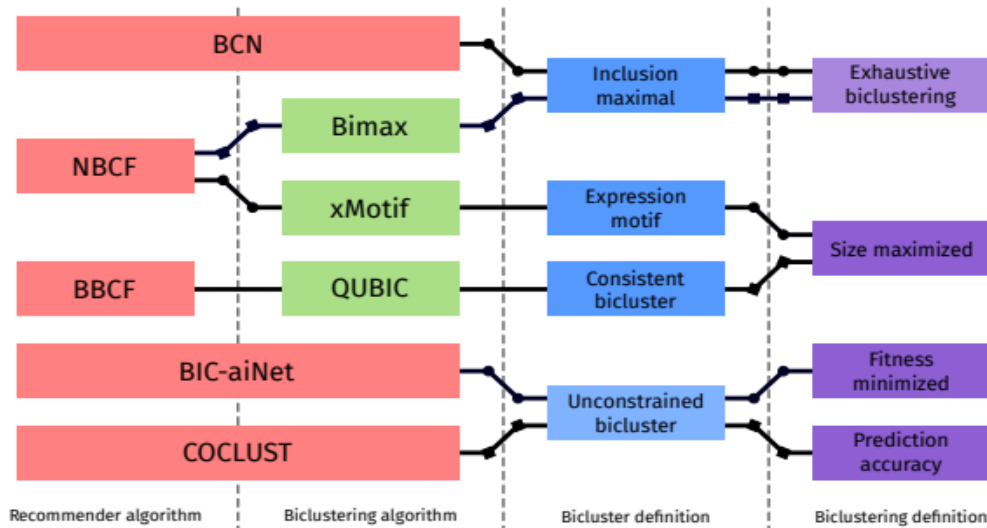 BCN
Inclusion
maximal
Exhaustive
biclustering
Bimax
NBCF
xMotif
Expression
motif
Size maximized
BBCF
QUBIC
Consistent
bicluster
BIC-aiNet
Fitness
minimized
Unconstrained
bicluster
COCLUST
Prediction
accuracy
Recommender algorithm
Biclustering algorithm
Bicluster definition
Biclustering definition